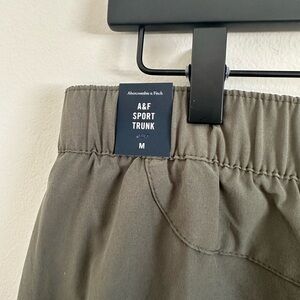 Abercrombie & Fitch
A&F
SPORT
TRUNK
M